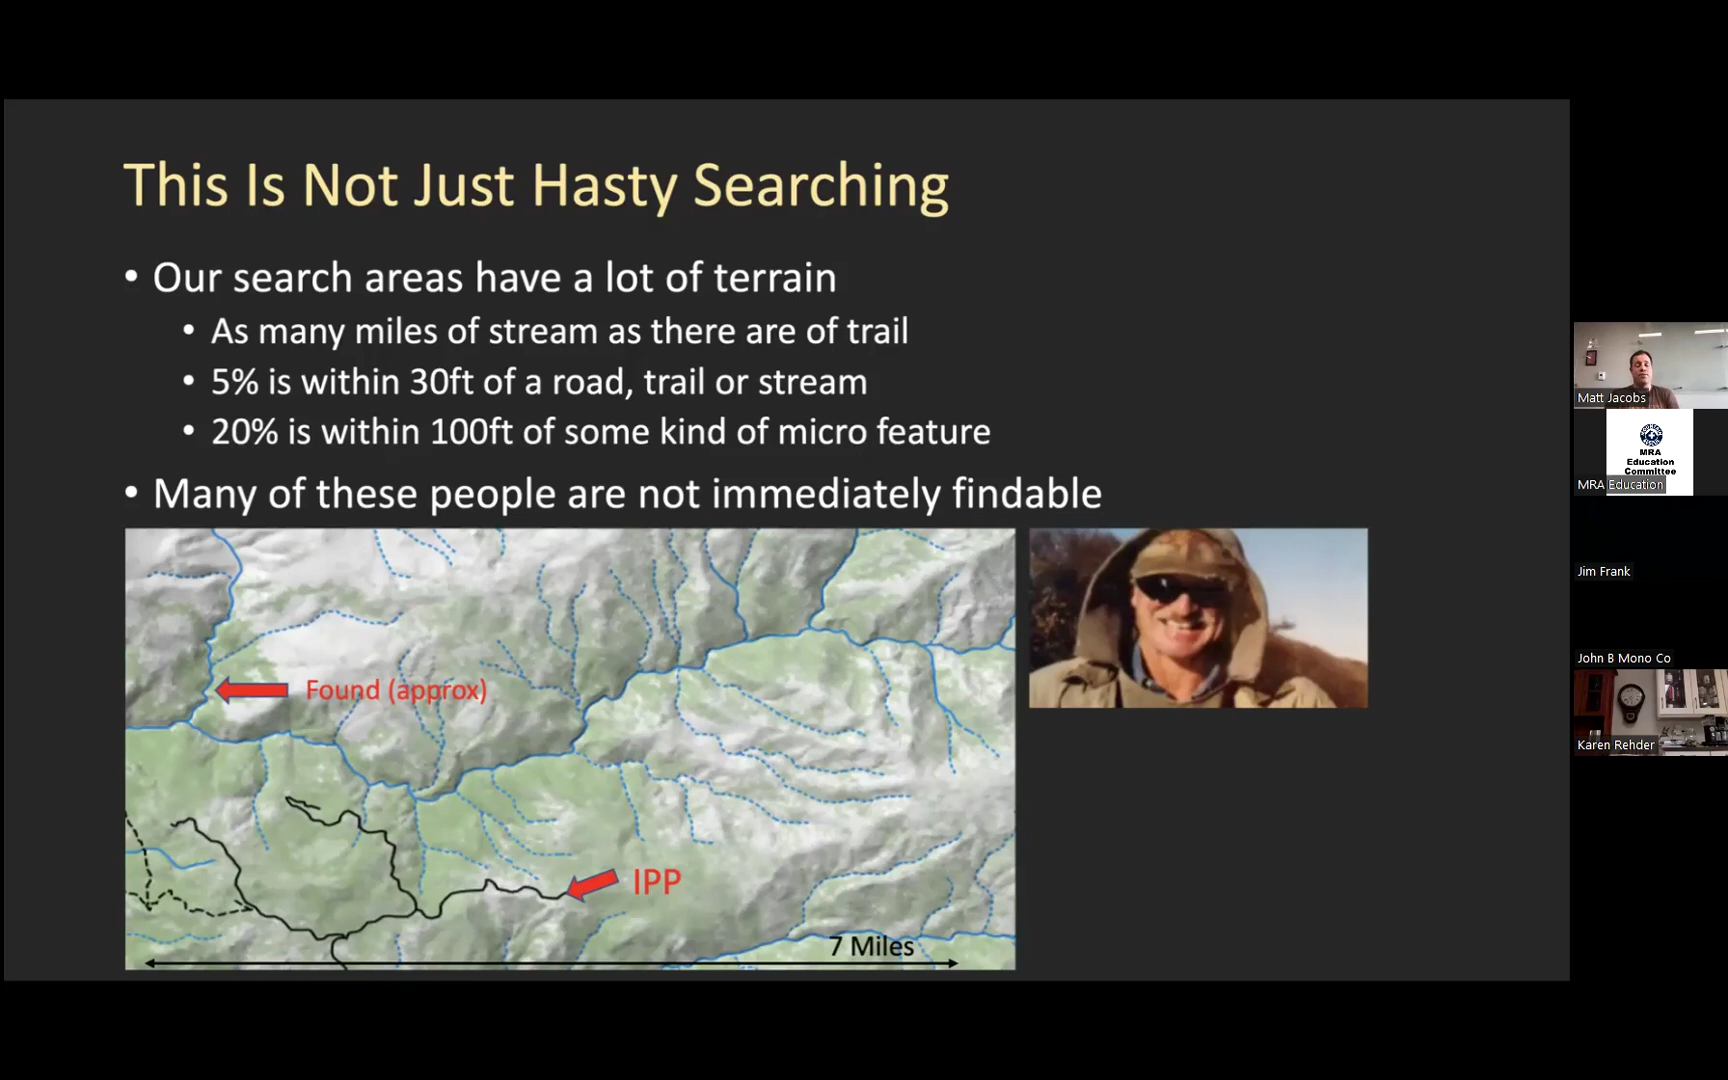 This Is Not Just Hasty Searching
• Our search areas have a lot of terrain
• As many miles of stream as there are of trail
• 5% is within 30ft of a road, trail or stream
• 20% is within 100ft of some kind of micro feature
• Many of these people are not immediately findable
Found (approx)
IPP
7 Miles
Matt Jacobs
MRA
Education
Committee
MRA Education
Jim Frank
John B Mono Co
Karen Rehder